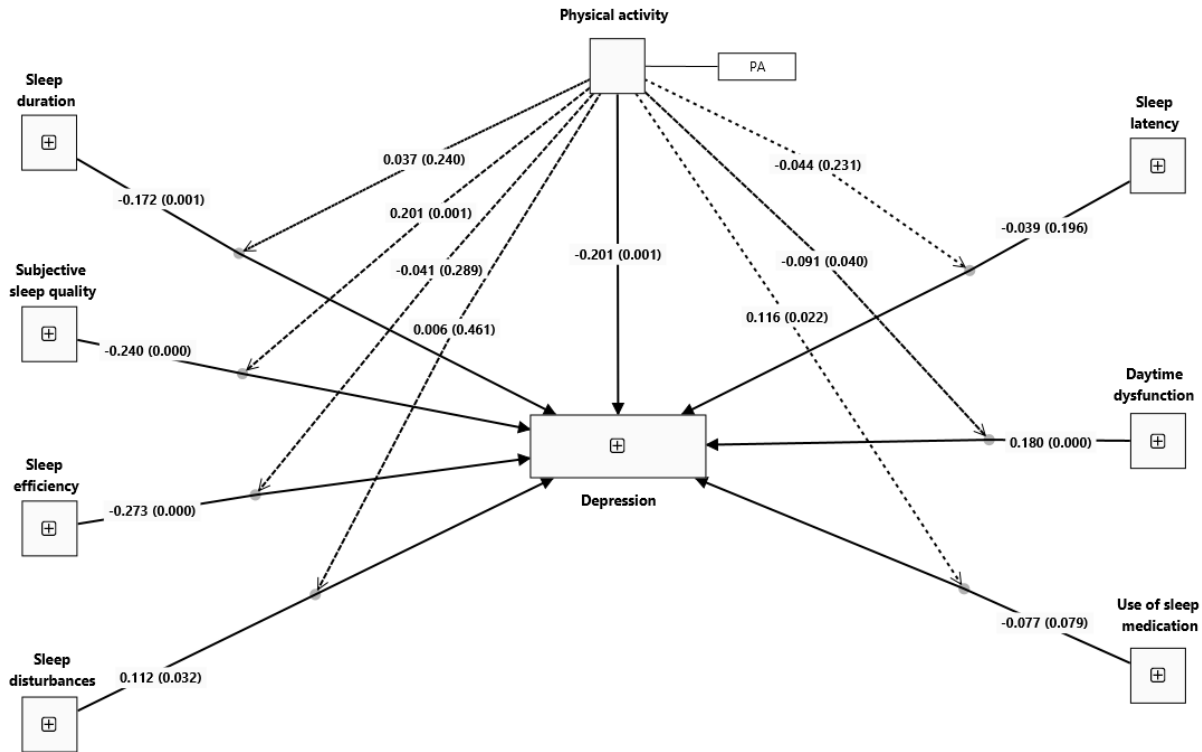 Physical activity
PA
Sleep
duration
Sleep
latency
0.037 (0.240)
-0.044 (0.231)
-0.172 (0.001)
0.201 (0.001)
-0.039 (0.196)
-0.201 (0.001)
-0.091 (0.040)
Subjective
sleep quality
-0.041 (0.289)
0.116 (0.022)
0.006 (0.461)
-0.240 (0.000)
Daytime
dysfunction
0.180 (0.000)
Sleep
efficiency
Depression
-0.273 (0.000)
Use of sleep
medication
-0.077 (0.079)
Sleep
disturbances
0.112 (0.032)